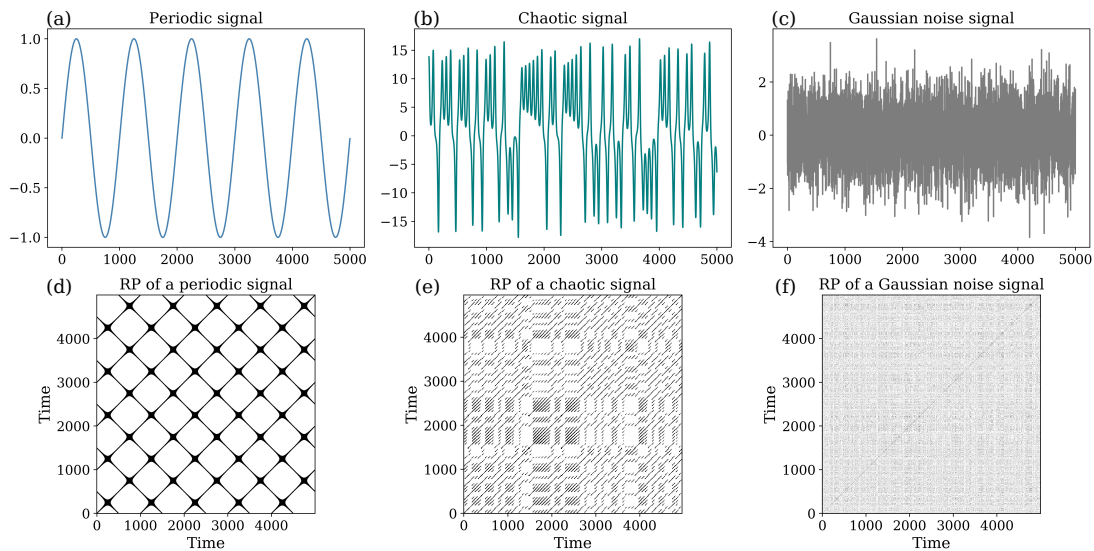 (a) Periodic signal
1.0
0.5
0.0
−0.5
−1.0
0 1000 2000 3000 4000 5000
(b) Chaotic signal
15
10
5
0
−5
−10
−15
0 1000 2000 3000 4000 5000
(c) Gaussian noise signal
2
0
−2
−4
0 1000 2000 3000 4000 5000
(d) RP of a periodic signal
4000
3000
2000
1000
0
Time
0 1000 2000 3000 4000
Time
(e) RP of a chaotic signal
4000
3000
2000
1000
0
Time
0 1000 2000 3000 4000
Time
(f) RP of a Gaussian noise signal
4000
3000
2000
1000
0
Time
0 1000 2000 3000 4000
Time